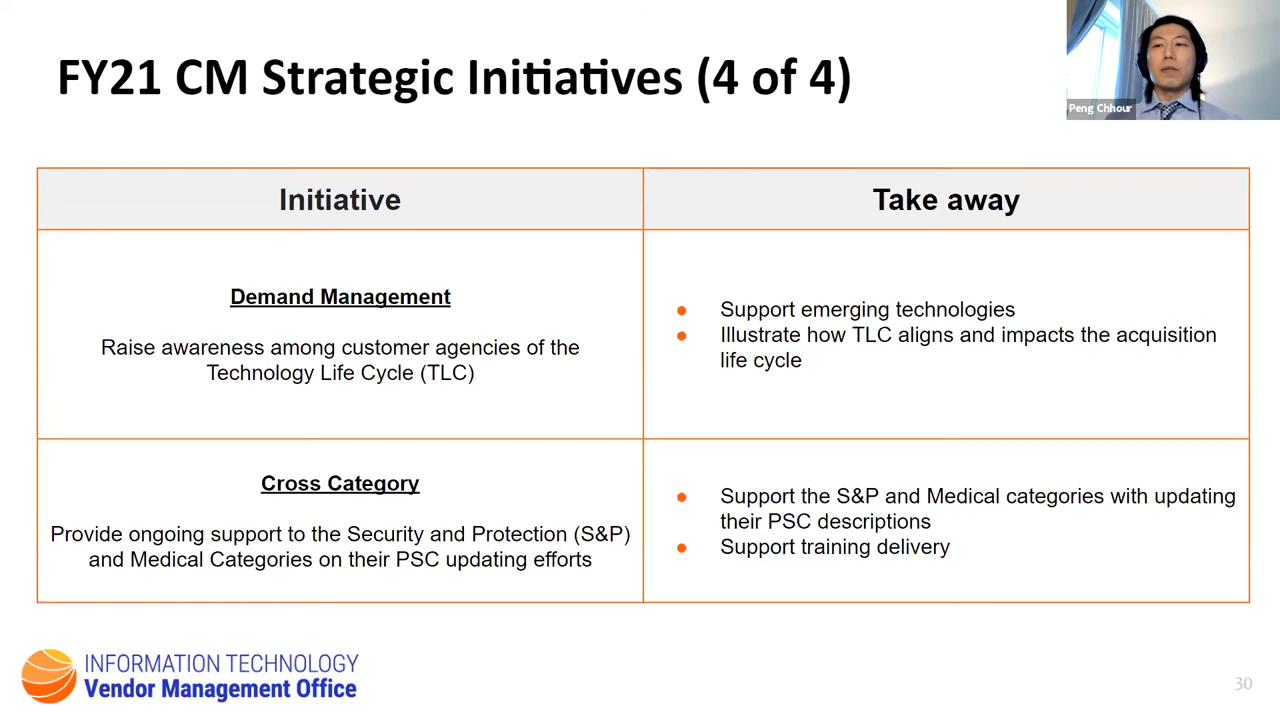 FY21 CM Strategic Initiatives (4 of 4)
Peng Chhour
Initiative
Take away
Demand Management
Raise awareness among customer agencies of the
Technology Life Cycle (TLC)
● Support emerging technologies
● Illustrate how TLC aligns and impacts the acquisition
life cycle
Cross Category
Provide ongoing support to the Security and Protection (S&P)
and Medical Categories on their PSC updating efforts
● Support the S&P and Medical categories with updating
their PSC descriptions
● Support training delivery
INFORMATION TECHNOLOGY
Vendor Management Office
30